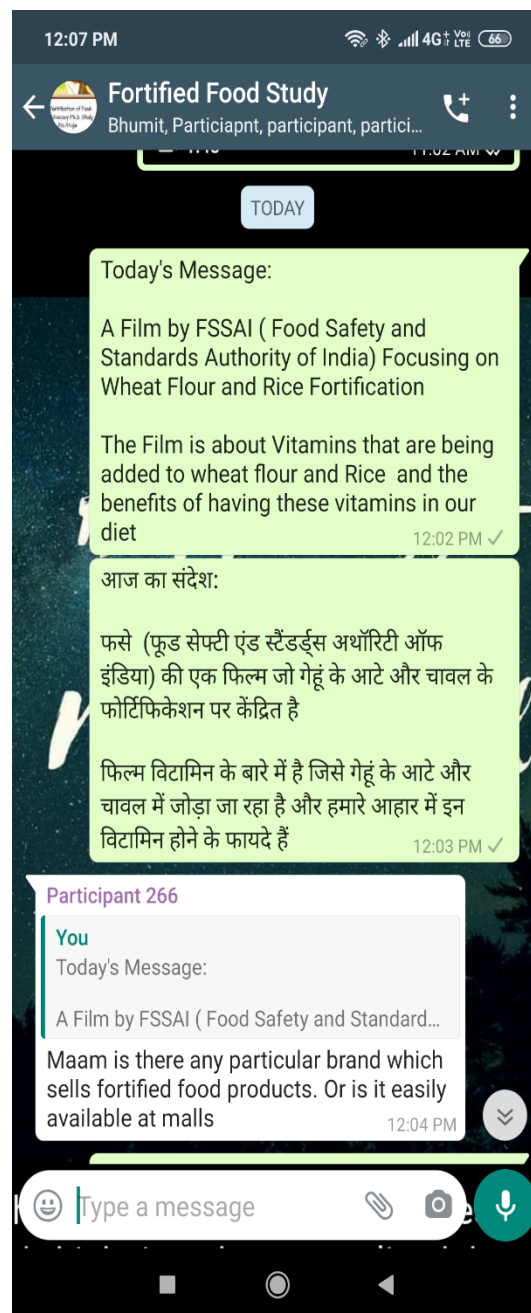 12:07 PM
4G+ Vo) LTE 66
Fortified Food Study
Bhumit, Particiapnt, participant, partici...
11:02 AM
TODAY
Today's Message:
A Film by FSSAI ( Food Safety and
Standards Authority of India) Focusing on
Wheat Flour and Rice Fortification
The Film is about Vitamins that are being
added to wheat flour and Rice and the
benefits of having these vitamins in our
diet
12:02 PM
आज का संदेश:
फसे (फूड सेफ्टी एंड स्टैंडर्ड्स अथॉरिटी ऑफ
इंडिया) की एक फिल्म जो गेहूं के आटे और चावल के
फोर्टिफिकेशन पर केंद्रित है
फिल्म विटामिन के बारे में है जिसे गेहूं के आटे और
चावल में जोड़ा जा रहा है और हमारे आहार में इन
विटामिन होने के फायदे हैं
12:03 PM
Participant 266
You
Today's Message:
A Film by FSSAI ( Food Safety and Standard...
Maam is there any particular brand which
sells fortified food products. Or is it easily
available at malls
12:04 PM
Type a message